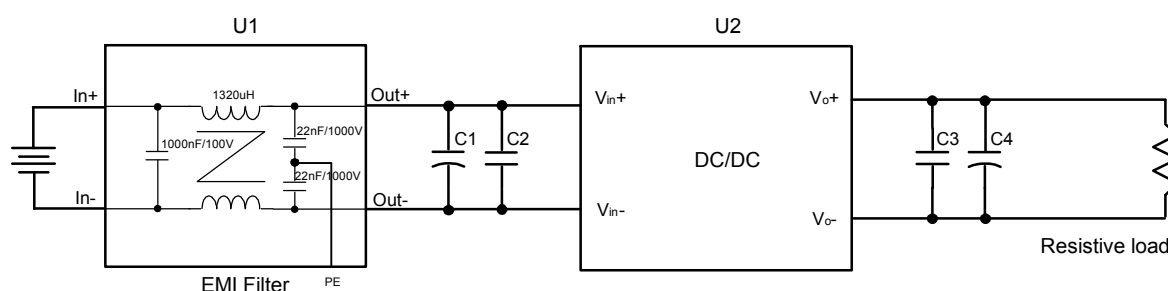 U1
U2
In+
1320uH
Out+
Vin+
Vo+
1000nF/100V
22nF/1000V
C1
C2
DC/DC
C3
C4
22nF/1000V
In-
Out-
Vin-
Vo-
Resistive load
EMI Filter
PE